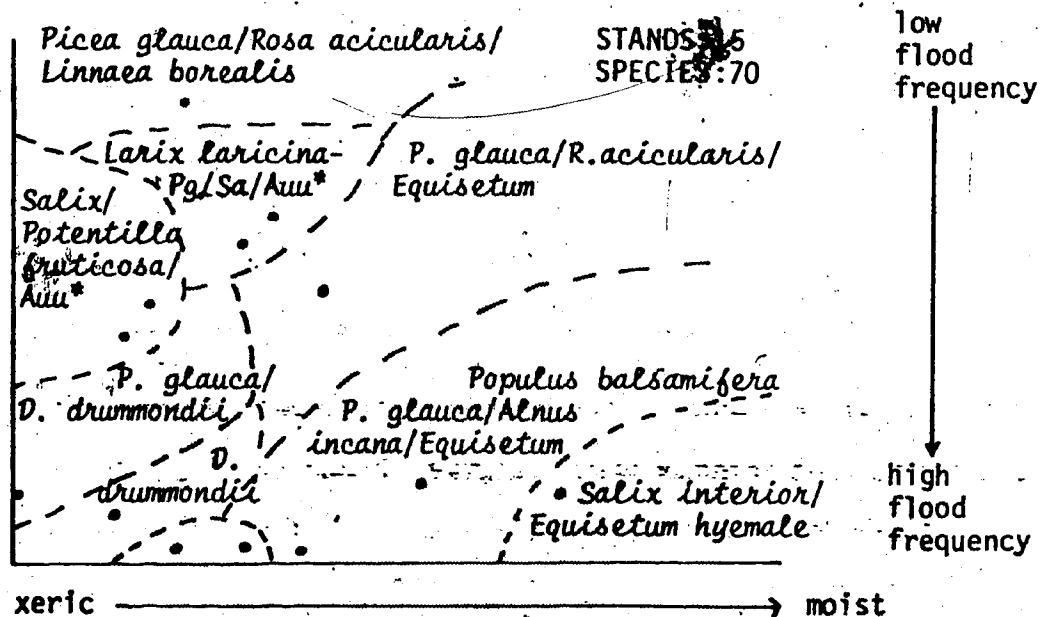 Picea glauca/Rosa acicularis/
Linnaea borealis
STANDS:15
SPECIES:70
low
flood
frequency
Larix laricina-
Pg/Sa/Auu*
P. glauca/R.acicularis/
Equisetum
Salix/
Potentilla
fruticosa/
Auu*
P. glauca/
D. drummondii
Populus balsamifera
P. glauca/Alnus
incana/Equisetum
D.
drummondii
Salix interior/
Equisetum hyemale
high
flood
frequency
xeric
moist